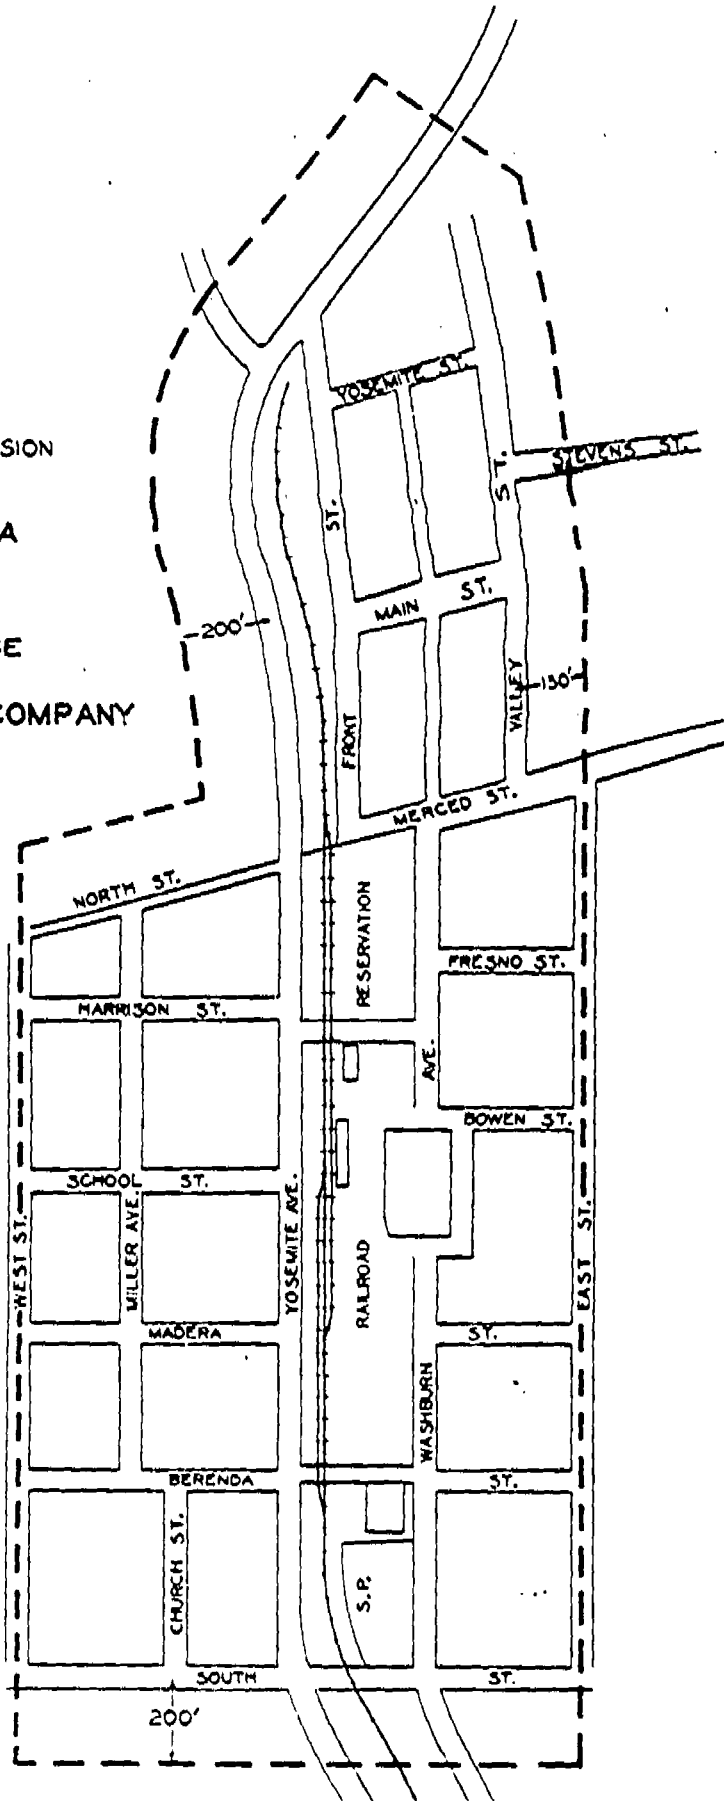 YOSEMITE ST.
SION
STEVENS ST.
A
ST.
ST.
MAIN ST.
200'
COMPANY
VALLEY
150'
FRONT
MERCED ST.
NORTH ST.
RESERVATION
FRESNO ST.
HARRISON ST.
AVE.
BOWEN ST.
SCHOOL ST.
WEST ST.
MILLER AVE.
YOSEMITE AVE.
RAILROAD
EAST ST.
MADERA ST.
WASHBURN
BERENDA ST.
CHURCH ST.
S.P.
SOUTH ST.
200'